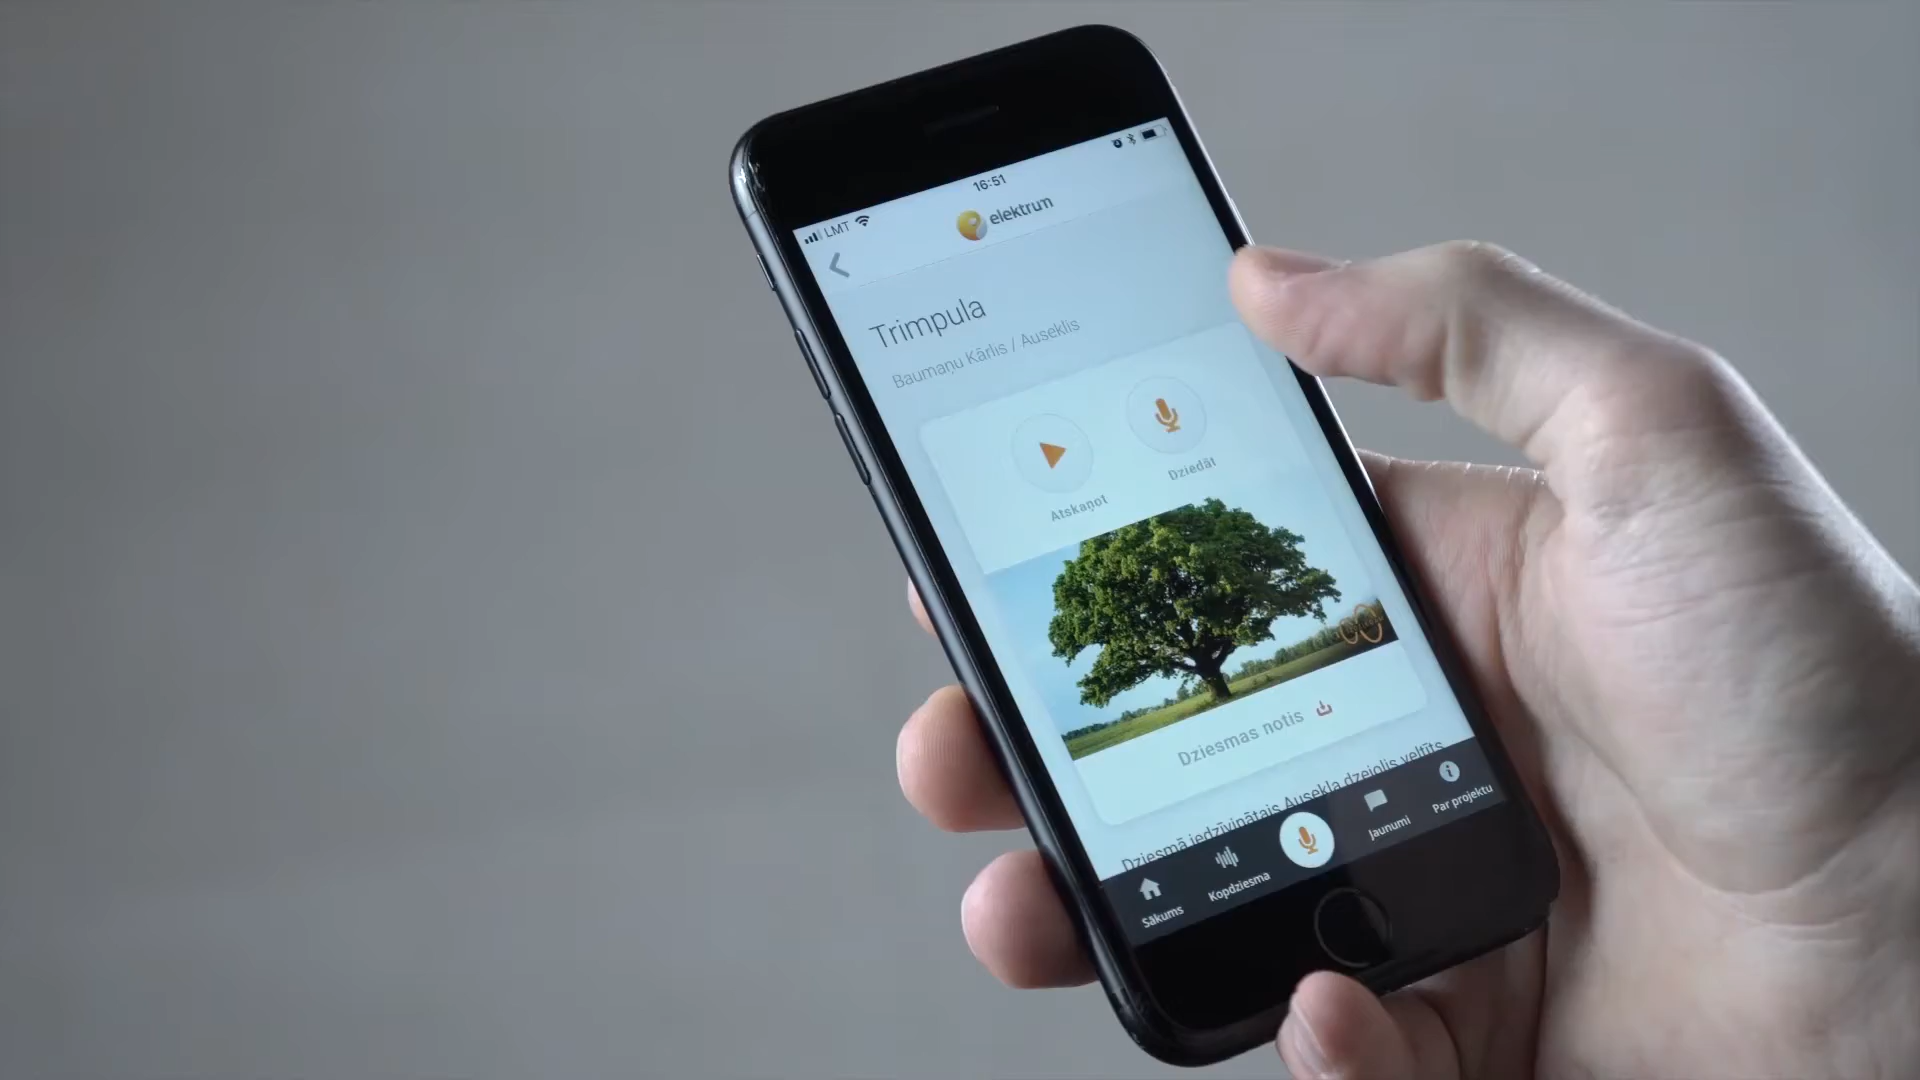 16:51
LMT
elektrum
Trimpula
Baumaņu Kārlis / Auseklis
Atskaņot
Dziedāt
Dziesmas notis
Dziesmā iedzīvinātais Ausekļa dzejolis veltīts
Sākums
Kopdziesma
Jaunumi
Par projektu